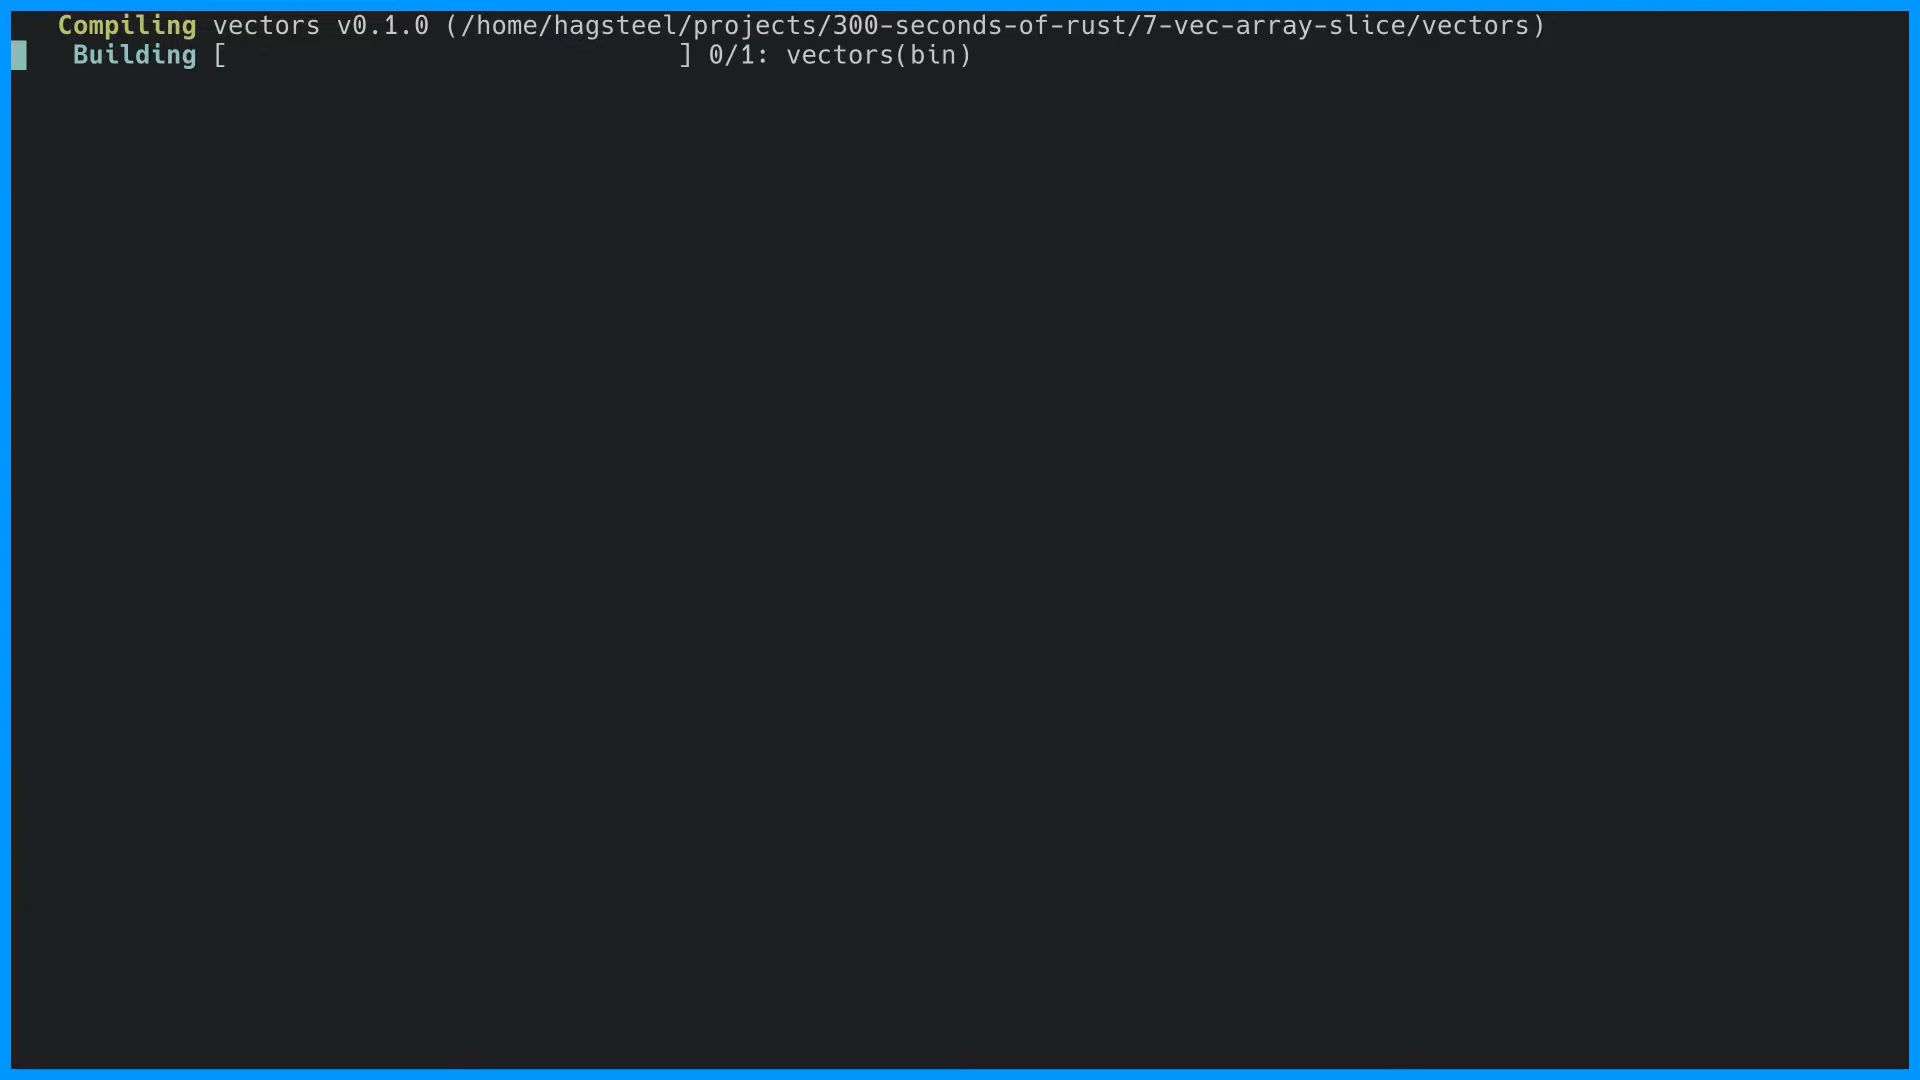 Compiling vectors v0.1.0 (/home/hagsteel/projects/300-seconds-of-rust/7-vec-array-slice/vectors)
Building [                             ] 0/1: vectors(bin)